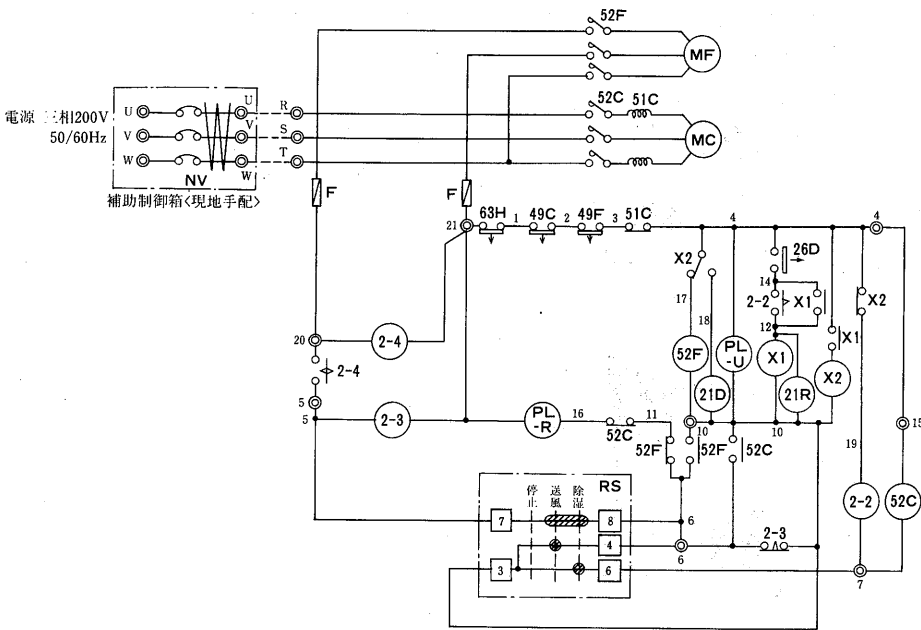 52F
MF
電源 三相200V
50/60Hz
U
V
W
U
V
W
NV
補助制御箱〈現地手配〉
R
S
T
52C
51C
MC
F
F
21
63H
1
49C
2
49F
3
51C
4
4
X2
17
18
26D
14
2-2
X1
12
X2
X1
20
2-4
2-4
52F
21D
PL
-U
X1
21R
X2
5
5
2-3
PL
-R
16
52C
11
52F
10
52F
52C
10
19
15
2-2
52C
停止
送風
除湿
RS
7
8
6
4
6
2-3
3
6
7